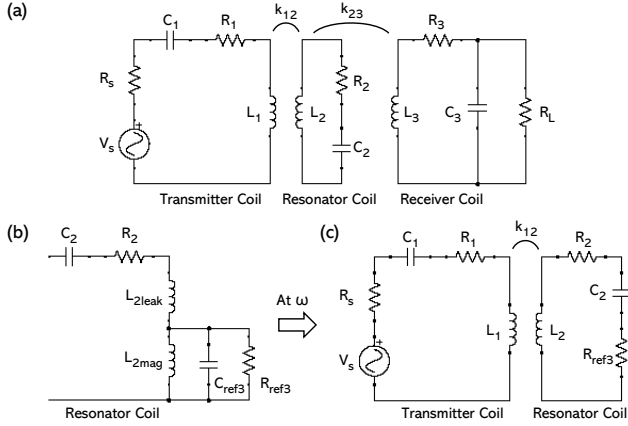 (a)
k12
k23
C1
R1
R3
Rs
R2
L1
L2
L3
C3
RL
Vs
+
C2
Transmitter Coil
Resonator Coil
Receiver Coil
(b)
C2
R2
L2leak
L2mag
Cref3
Rref3
Resonator Coil
At ω
(c)
k12
C1
R1
R2
Rs
C2
L1
L2
Vs
+
Rref3
Transmitter Coil
Resonator Coil